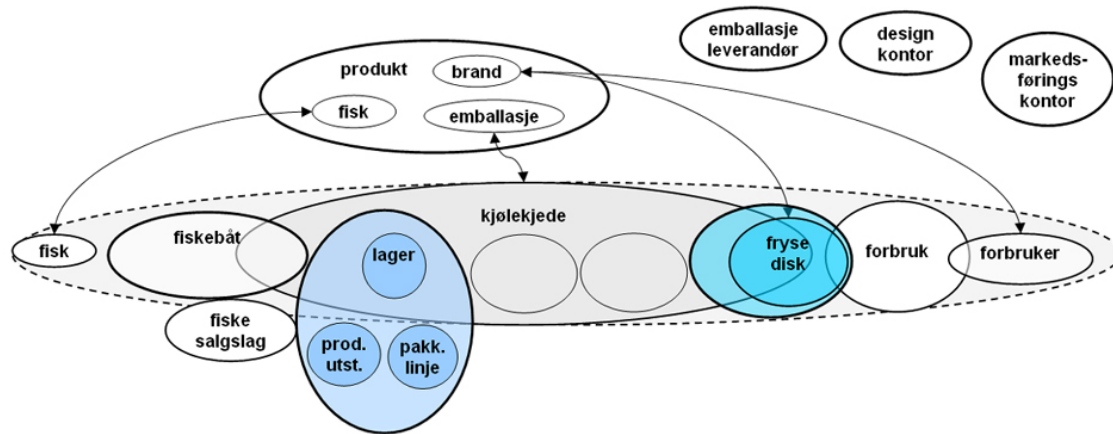 emballasje
leverandør
design
kontor
markeds-
førings
kontor
produkt
brand
fisk
emballasje
kjølekjede
fisk
fiskebåt
lager
fryse
disk
forbruk
forbruker
fiske
salgslag
prod.
utst.
pakk.
linje